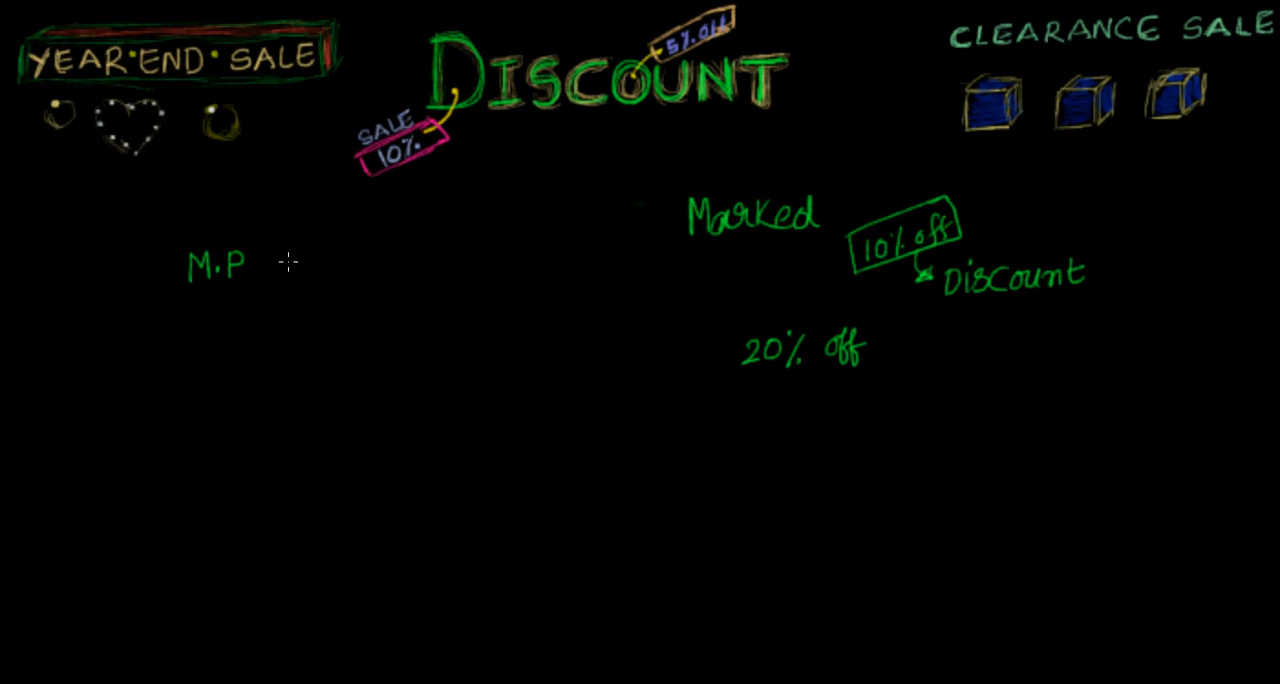 YEAR·END·SALE
DISCOUNT
5% Off
CLEARANCE SALE
SALE
10%
Marked
10% off
Discount
M.P
20% off